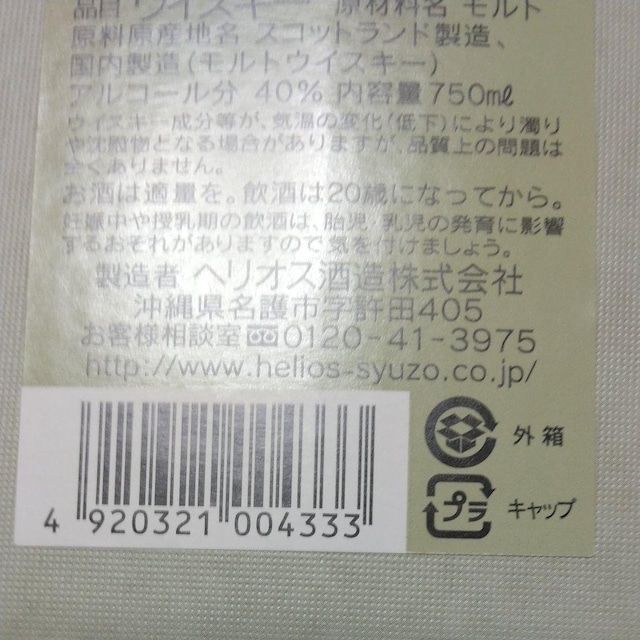 品目 ウイスキー 原材料名 モルト
原料原産地名 スコットランド製造、
国内製造(モルトウイスキー)
アルコール分 40% 内容量750mℓ
ウイスキー成分等が、気温の変化(低下)により濁り
や沈殿物となる場合がありますが、品質上の問題は
全くありません。
お酒は適量を。飲酒は20歳になってから。
妊娠中や授乳期の飲酒は、胎児、乳児の発育に影響
するおそれがありますので気を付けましょう。
製造者 ヘリオス酒造株式会社
沖縄県名護市字許田405
お客様相談室 0120-41-3975
http://www.helios-syuzo.co.jp/
4 920321 004333
外箱
プラ キャップ